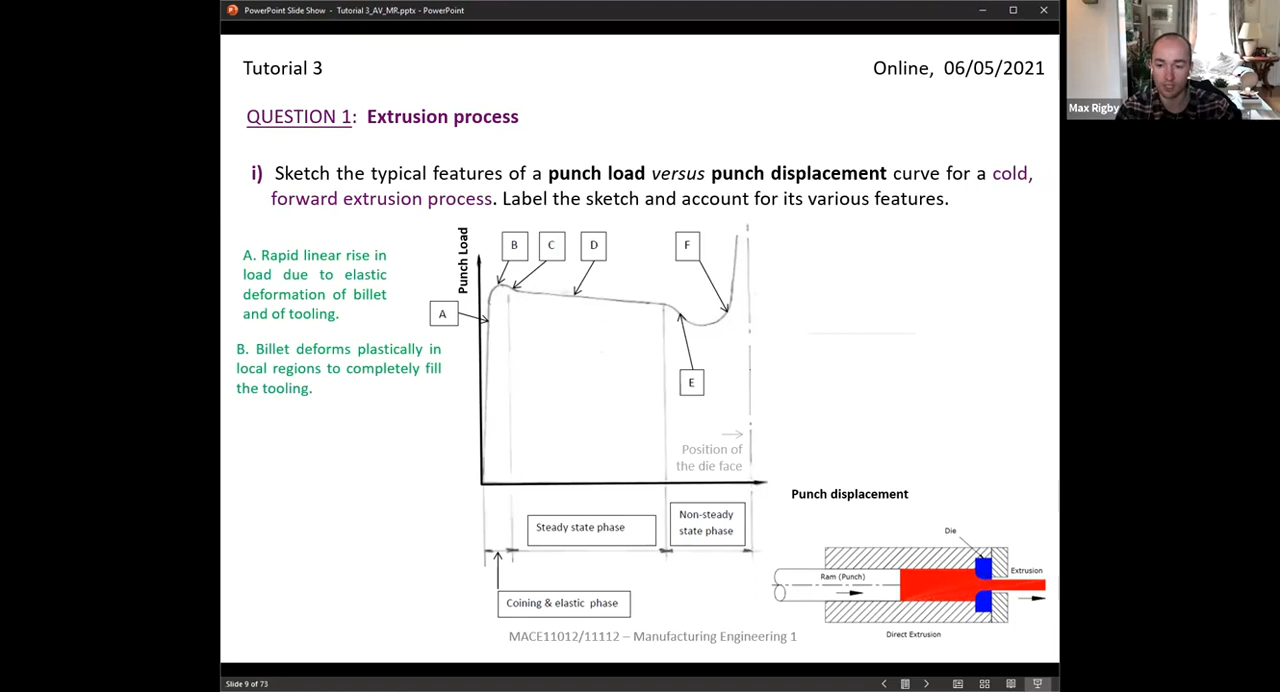 PowerPoint Slide Show - Tutorial 3_AV_MR.pptx - PowerPoint
Max Rigby
Tutorial 3
Online, 06/05/2021
QUESTION 1: Extrusion process
i) Sketch the typical features of a punch load versus punch displacement curve for a cold,
forward extrusion process. Label the sketch and account for its various features.
A. Rapid linear rise in
load due to elastic
deformation of billet
and of tooling.
B. Billet deforms plastically in
local regions to completely fill
the tooling.
Punch Load
B
C
D
F
A
E
Position of
the die face
Punch displacement
Steady state phase
Non-steady
state phase
Coining & elastic phase
Die
Ram (Punch)
Extrusion
Direct Extrusion
MACE11012/11112 – Manufacturing Engineering 1
Slide 9 of 73